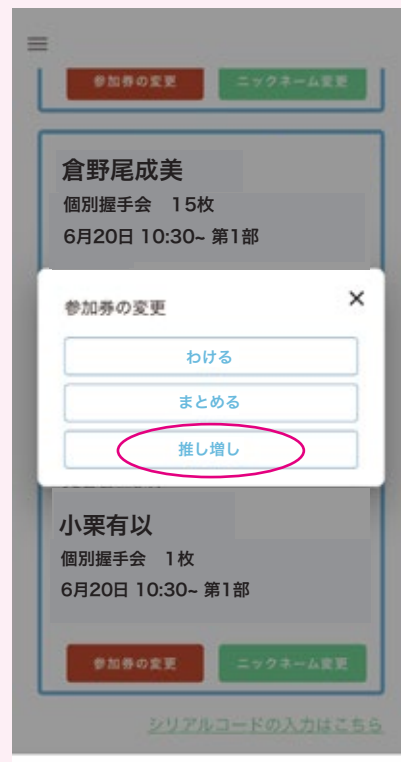 参加券の変更 ニックネーム変更
倉野尾成美
個別握手会 15枚
6月20日 10:30~ 第1部
参加券の変更 ×
わける
まとめる
推し増し
小栗有以
個別握手会 1枚
6月20日 10:30~ 第1部
参加券の変更 ニックネーム変更
シリアルコードの入力はこちら